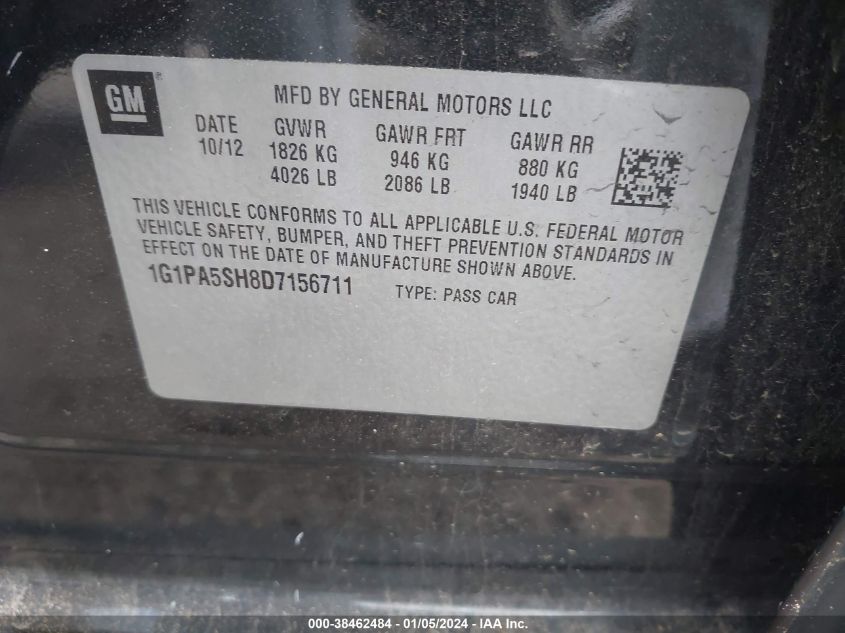 GM
MFD BY GENERAL MOTORS LLC
DATE GVWR GAWR FRT GAWR RR
10/12 1826 KG 946 KG 880 KG
4026 LB 2086 LB 1940 LB
THIS VEHICLE CONFORMS TO ALL APPLICABLE U.S. FEDERAL MOTOR
VEHICLE SAFETY, BUMPER, AND THEFT PREVENTION STANDARDS IN
EFFECT ON THE DATE OF MANUFACTURE SHOWN ABOVE.
1G1PA5SH8D7156711 TYPE: PASS CAR
000-38462484 - 01/05/2024 - IAA Inc.